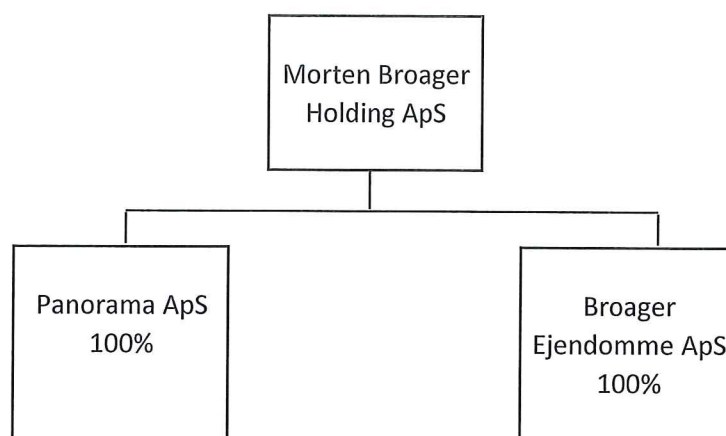 Morten Broager
Holding ApS
Panorama ApS
100%
Broager
Ejendomme ApS
100%